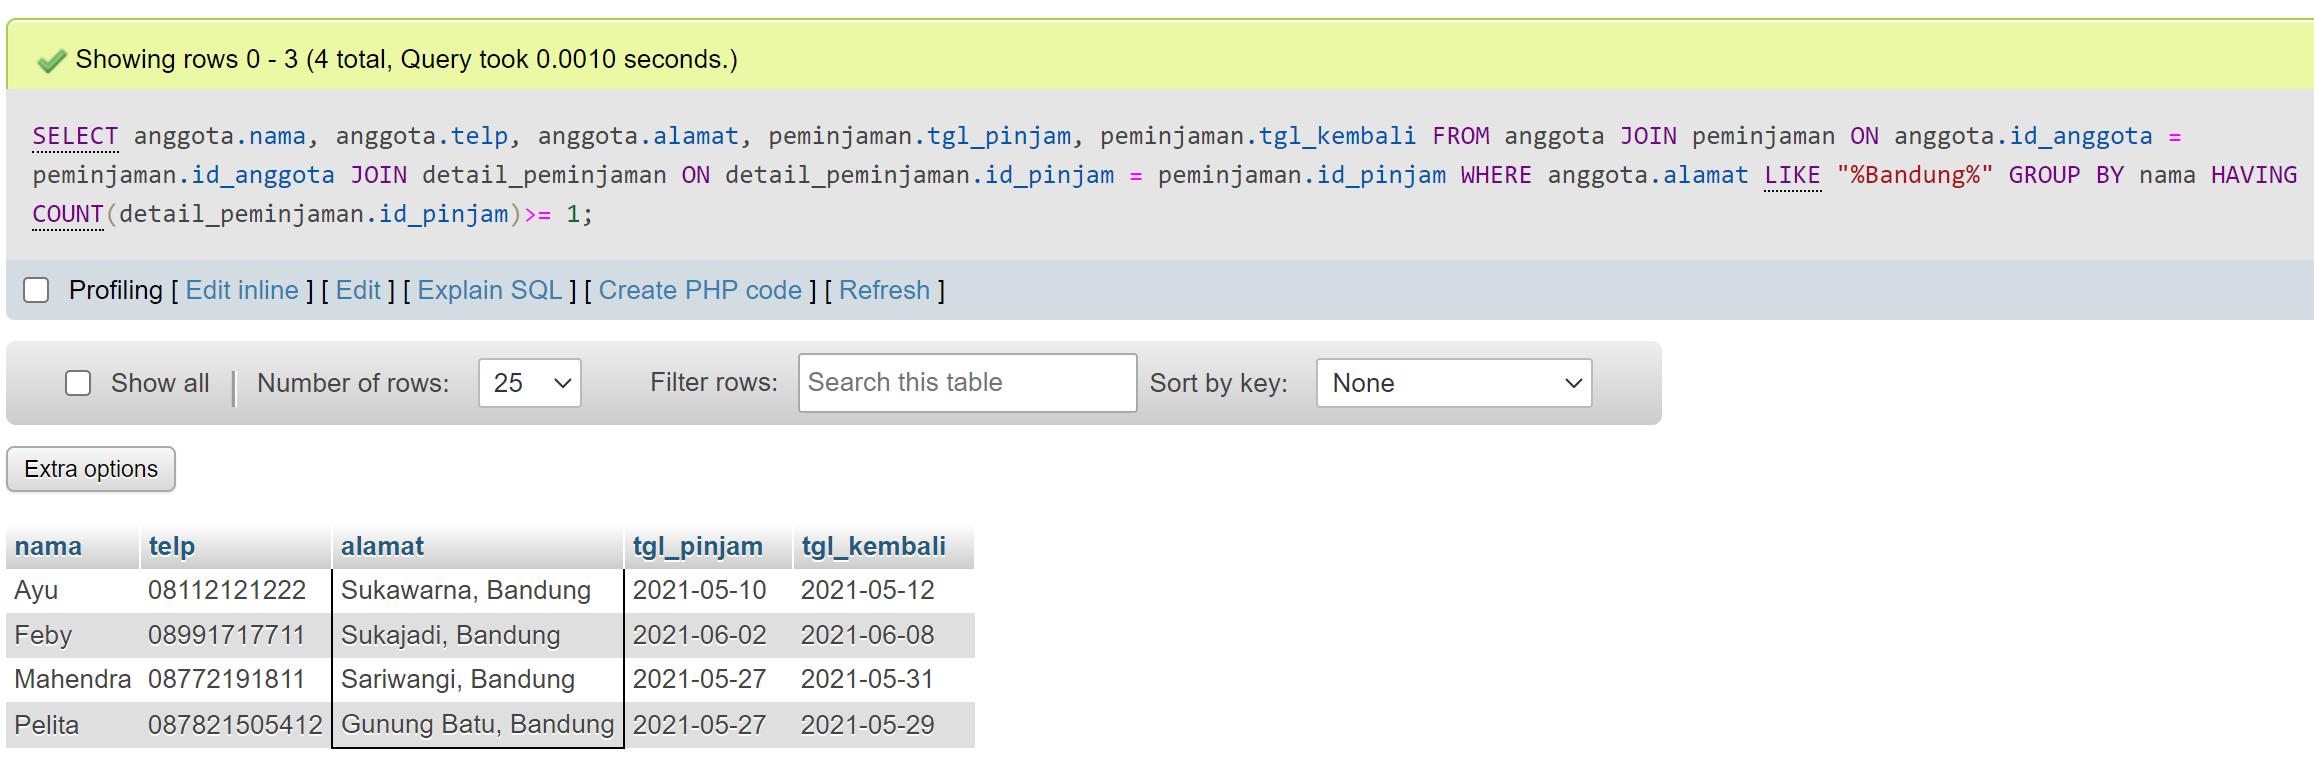 Showing rows 0 - 3 (4 total, Query took 0.0010 seconds.)
SELECT anggota.nama, anggota.telp, anggota.alamat, peminjaman.tgl_pinjam, peminjaman.tgl_kembali FROM anggota JOIN peminjaman ON anggota.id_anggota =
peminjaman.id_anggota JOIN detail_peminjaman ON detail_peminjaman.id_pinjam = peminjaman.id_pinjam WHERE anggota.alamat LIKE "%Bandung%" GROUP BY nama HAVING
COUNT(detail_peminjaman.id_pinjam)>= 1;
Profiling [ Edit inline ] [ Edit ] [ Explain SQL ] [ Create PHP code ] [ Refresh ]
Show all Number of rows: 25 Filter rows: Search this table Sort by key: None
Extra options
nama telp alamat tgl_pinjam tgl_kembali
Ayu 08112121222 Sukawarna, Bandung 2021-05-10 2021-05-12
Feby 08991717711 Sukajadi, Bandung 2021-06-02 2021-06-08
Mahendra 08772191811 Sariwangi, Bandung 2021-05-27 2021-05-31
Pelita 087821505412 Gunung Batu, Bandung 2021-05-27 2021-05-29